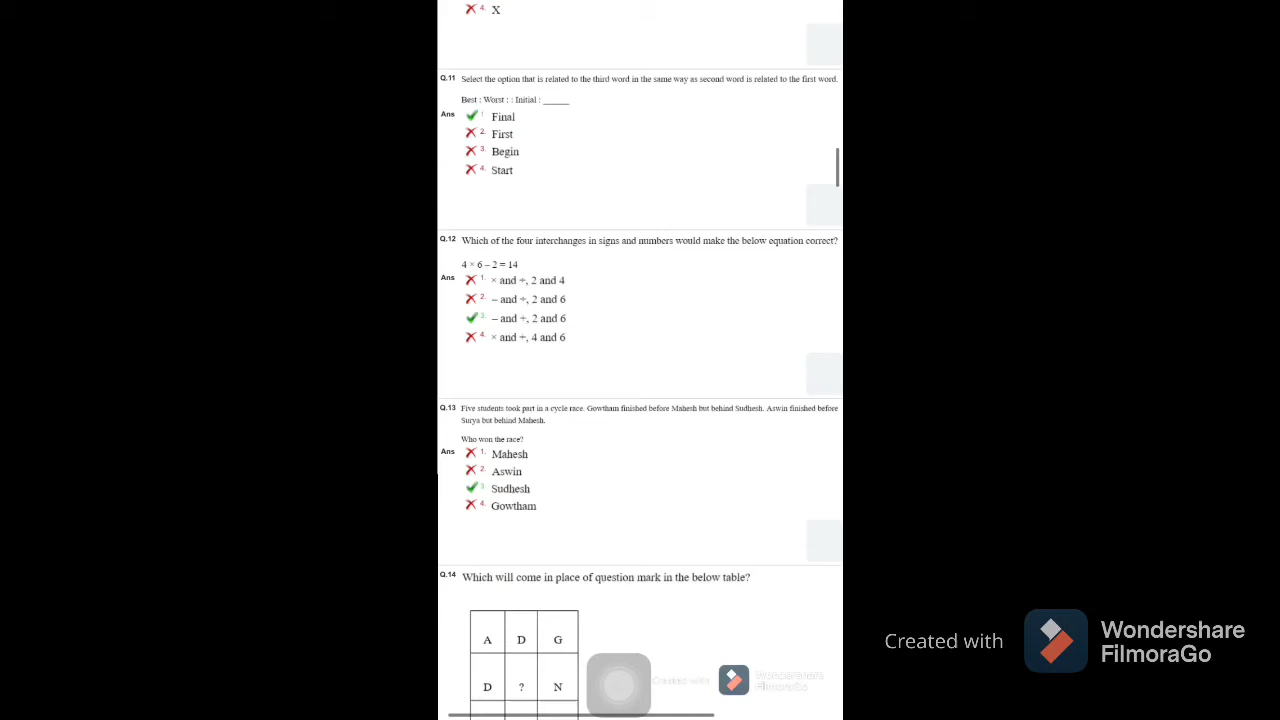 4. X
Q.11 Select the option that is related to the third word in the same way as second word is related to the first word.
Best : Worst : : Initial : ______
Ans 1. Final
2. First
3. Begin
4. Start
Q.12 Which of the four interchanges in signs and numbers would make the below equation correct?
4 × 6 – 2 = 14
Ans 1. × and ÷, 2 and 4
2. – and ÷, 2 and 6
3. – and ÷, 2 and 6
4. × and ÷, 4 and 6
Q.13 Five students took part in a cycle race. Gowtham finished before Mahesh but behind Sudhesh. Aswin finished before
Surya but behind Mahesh.
Who won the race?
Ans 1. Mahesh
2. Aswin
3. Sudhesh
4. Gowtham
Q.14 Which will come in place of question mark in the below table?
A D G
D ? N
Created with
Wondershare
FilmoraGo
Created with
Wondershare
FilmoraGo